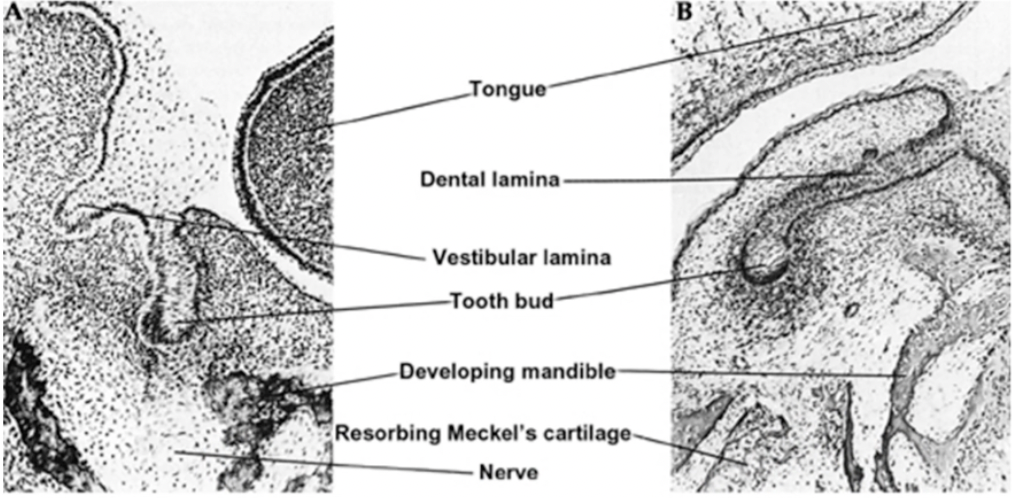 A
B
Tongue
Dental lamina
Vestibular lamina
Tooth bud
Developing mandible
Resorbing Meckel's cartilage
Nerve